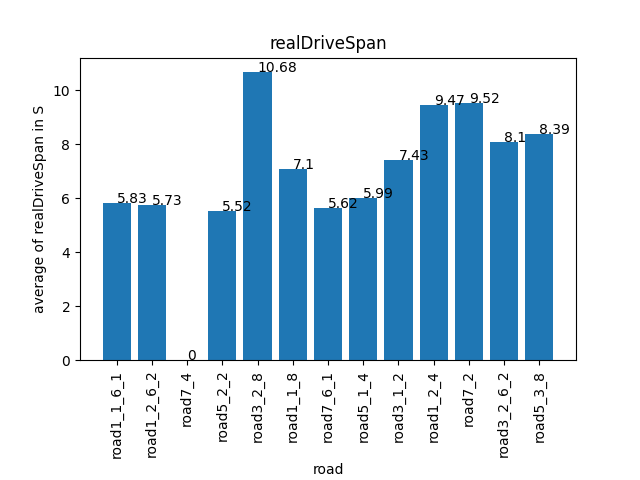 realDriveSpan
average of realDriveSpan in S
10
8
6
4
2
0
5.83
5.73
0
5.52
10.68
7.1
5.62
5.99
7.43
9.47
9.52
8.1
8.39
road1_1_6_1
road1_2_6_2
road7_4
road5_2_2
road3_2_8
road1_1_8
road7_6_1
road5_1_4
road3_1_2
road1_2_4
road7_2
road3_2_6_2
road5_3_8
road